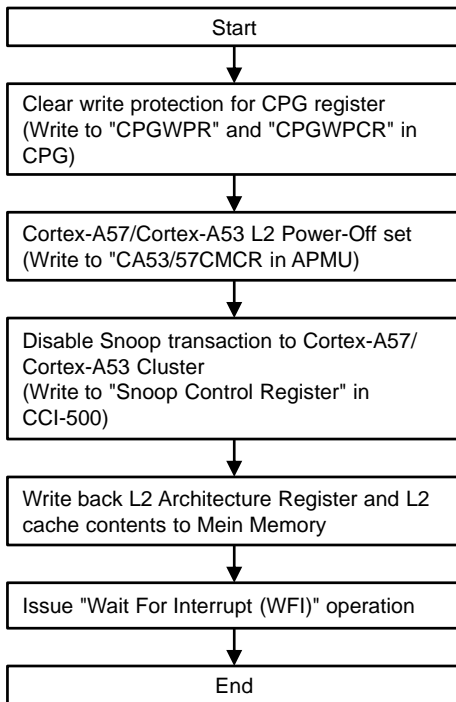 Start
Clear write protection for CPG register
(Write to "CPGWPR" and "CPGWPCR" in
CPG)
Cortex-A57/Cortex-A53 L2 Power-Off set
(Write to "CA53/57CMCR in APMU)
Disable Snoop transaction to Cortex-A57/
Cortex-A53 Cluster
(Write to "Snoop Control Register" in
CCI-500)
Write back L2 Architecture Register and L2
cache contents to Mein Memory
Issue "Wait For Interrupt (WFI)" operation
End